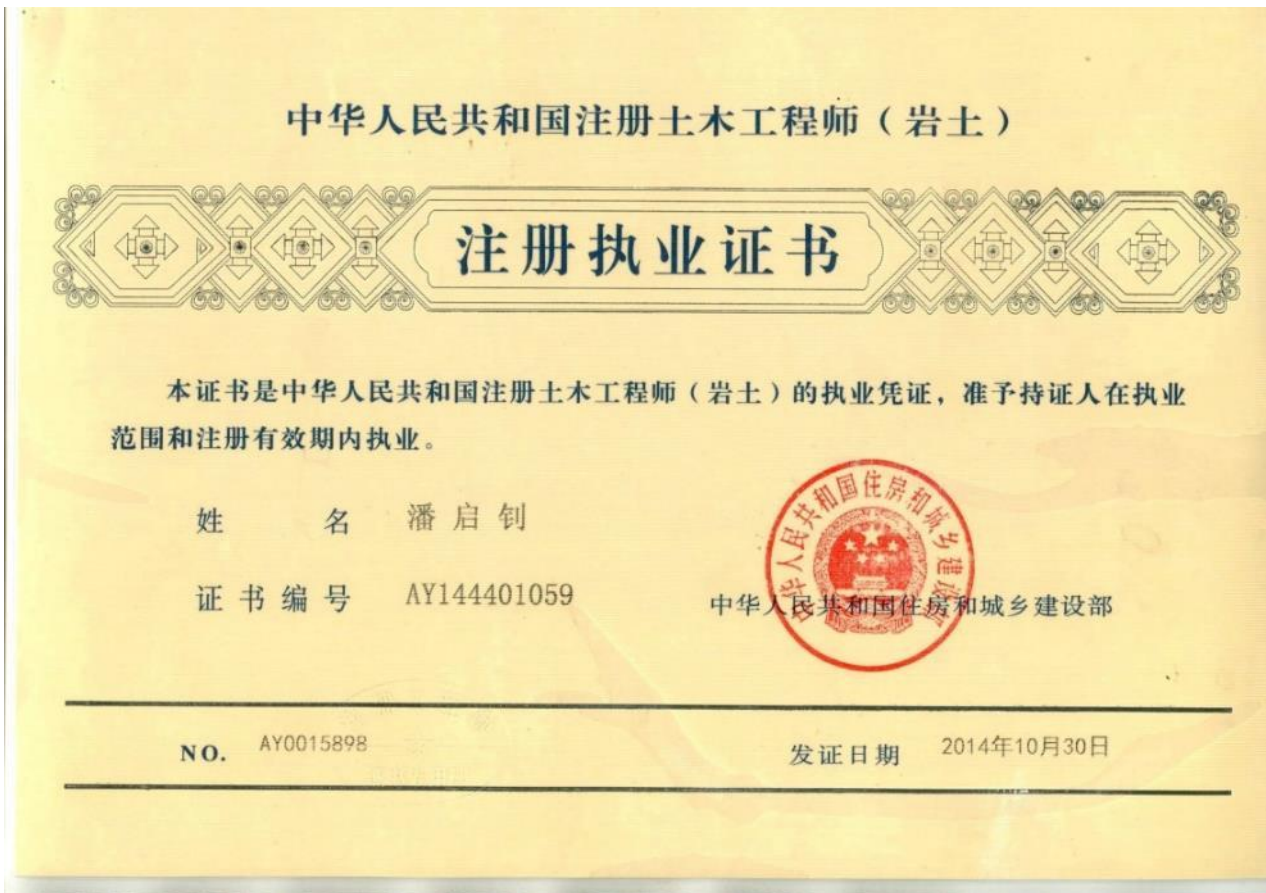 中华人民共和国注册土木工程师（岩土）
注册执业证书
本证书是中华人民共和国注册土木工程师（岩土）的执业凭证，准予持证人在执业
范围和注册有效期内执业。
姓 名 潘启钊
证书编号 AY144401059
中华人民共和国住房和城乡建设部
中华人民共和国住房和城乡建设部
NO. AY0015898
发证日期 2014年10月30日